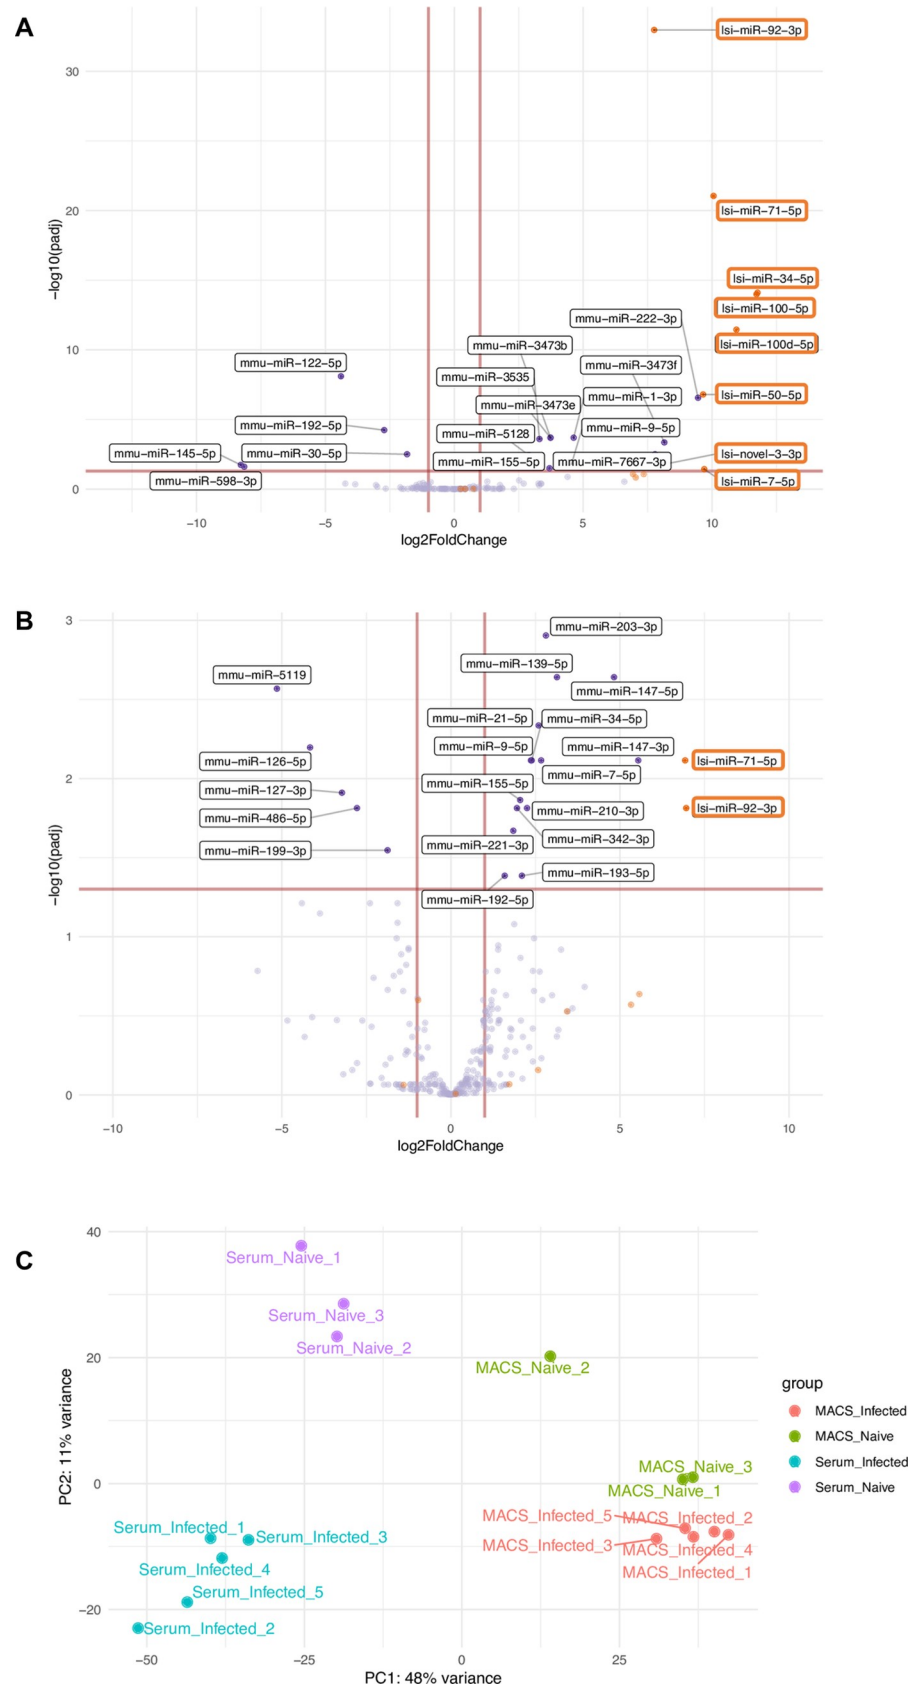 A
lsi−miR−92−3p
30
lsi−miR−71−5p
20
−log10(padj)
lsi−miR−34−5p
lsi−miR−100−5p
mmu−miR−222−3p
lsi−miR−100d−5p
mmu−miR−3473b
10
mmu−miR−122−5p
mmu−miR−3473f
mmu−miR−3535
lsi−miR−50−5p
mmu−miR−1−3p
mmu−miR−3473e
mmu−miR−192−5p
mmu−miR−9−5p
mmu−miR−5128
mmu−miR−145−5p
mmu−miR−30−5p
lsi−novel−3−3p
mmu−miR−155−5p
mmu−miR−7667−3p
mmu−miR−598−3p
lsi−miR−7−5p
0
−10
−5
0
5
10
log2FoldChange
B
3
mmu−miR−203−3p
mmu−miR−139−5p
mmu−miR−5119
mmu−miR−147−5p
mmu−miR−21−5p
mmu−miR−34−5p
mmu−miR−9−5p
mmu−miR−147−3p
mmu−miR−126−5p
lsi−miR−71−5p
2
mmu−miR−7−5p
mmu−miR−155−5p
mmu−miR−127−3p
lsi−miR−92−3p
mmu−miR−210−3p
mmu−miR−486−5p
mmu−miR−342−3p
mmu−miR−221−3p
mmu−miR−199−3p
−log10(padj)
mmu−miR−193−5p
mmu−miR−192−5p
1
0
−10
−5
0
5
10
log2FoldChange
C
40
Serum_Naive_1
Serum_Naive_3
Serum_Naive_2
20
MACS_Naive_2
PC2: 11% variance
MACS_Naive_3
0
MACS_Naive_1
MACS_Infected_5
MACS_Infected_2
Serum_Infected_1
Serum_Infected_3
MACS_Infected_3
MACS_Infected_4
Serum_Infected_4
MACS_Infected_1
Serum_Infected_5
−20
Serum_Infected_2
−50
−25
0
25
PC1: 48% variance
group
MACS_Infected
MACS_Naive
Serum_Infected
Serum_Naive